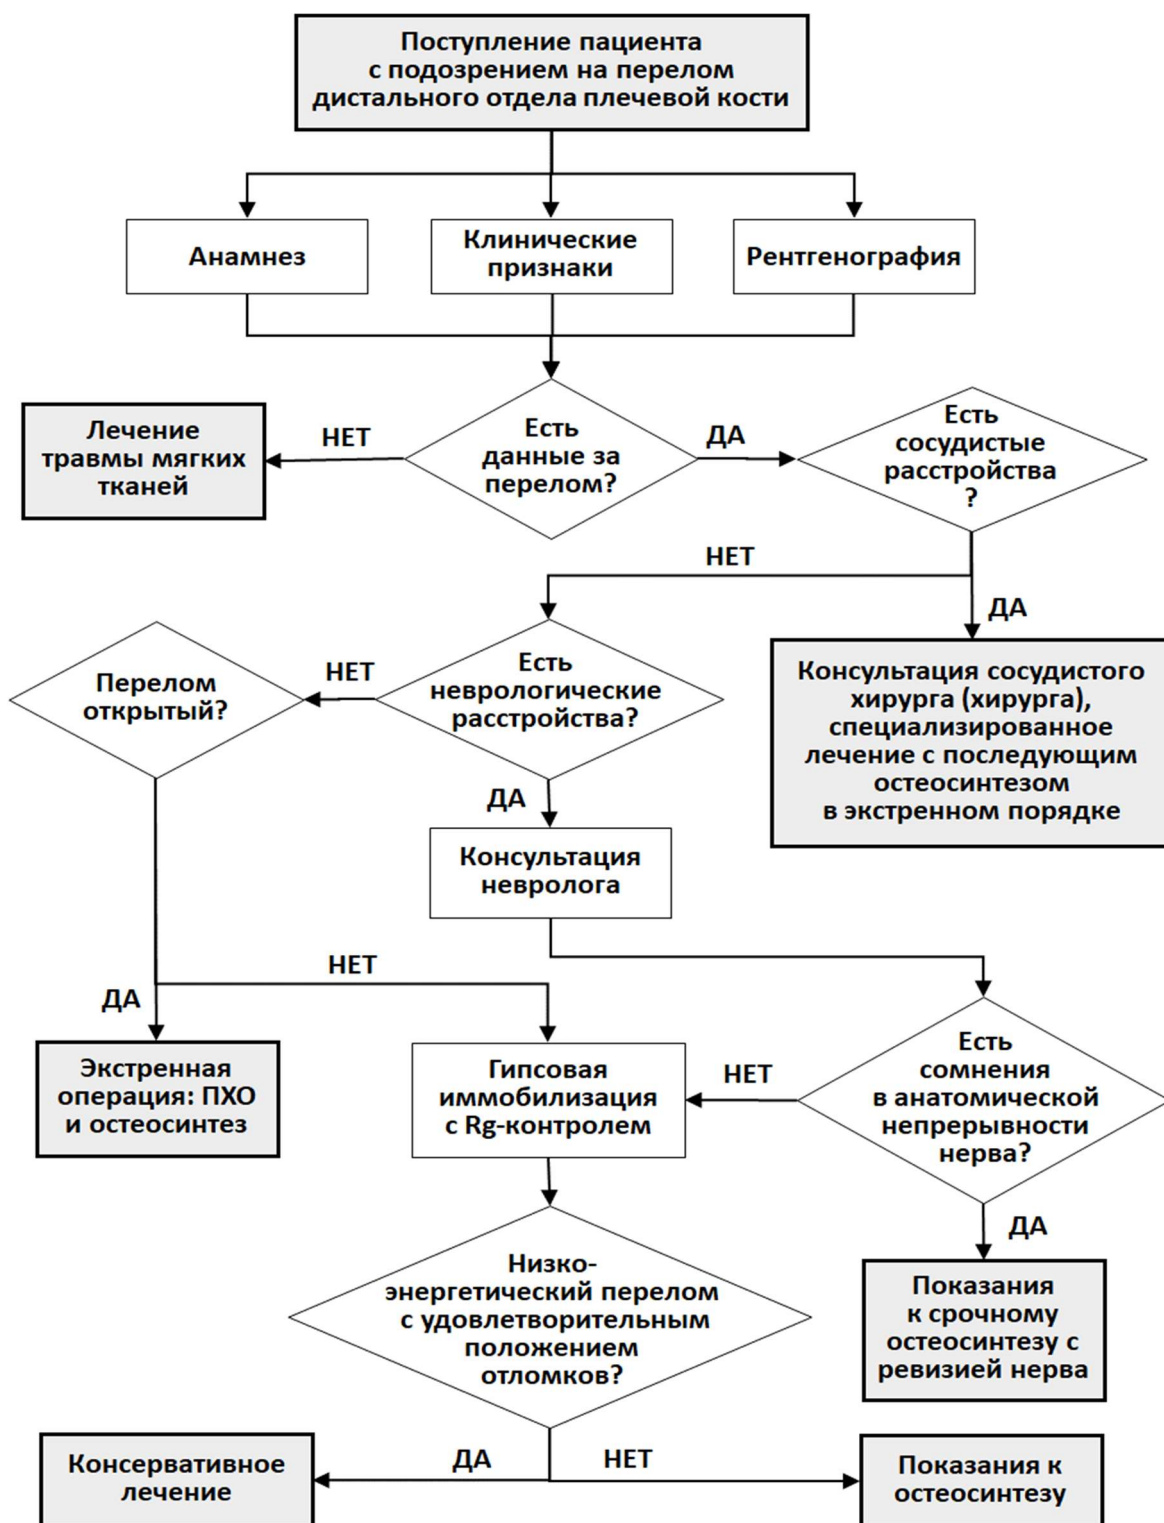 Поступление пациента
с подозрением на перелом
дистального отдела плечевой кости
Анамнез
Клинические
признаки
Рентгенография
Есть
данные за
перелом?
НЕТ
ДА
Лечение
травмы мягких
тканей
Есть
сосудистые
расстройства
?
НЕТ
ДА
Консультация сосудистого
хирурга (хирурга),
специализированное
лечение с последующим
остеосинтезом
в экстренном порядке
Есть
неврологические
расстройства?
НЕТ
ДА
Перелом
открытый?
Консультация
невролога
НЕТ
ДА
Экстренная
операция: ПХО
и остеосинтез
Гипсовая
иммобилизация
с Rg-контролем
НЕТ
Есть
сомнения
в анатомической
непрерывности
нерва?
ДА
Показания
к срочному
остеосинтезу с
ревизией нерва
Низко-
энергетический перелом
с удовлетворительным
положением
отломков?
ДА
НЕТ
Консервативное
лечение
Показания к
остеосинтезу